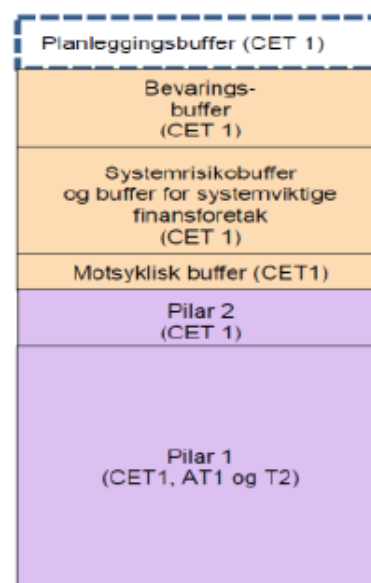 Planleggingsbuffer (CET 1)
Bevarings-
buffer
(CET 1)
Systemrisikobuffer
og buffer for systemviktige
finansforetak
(CET 1)
Motsyklisk buffer (CET1)
Pilar 2
(CET 1)
Pilar 1
(CET1, AT1 og T2)